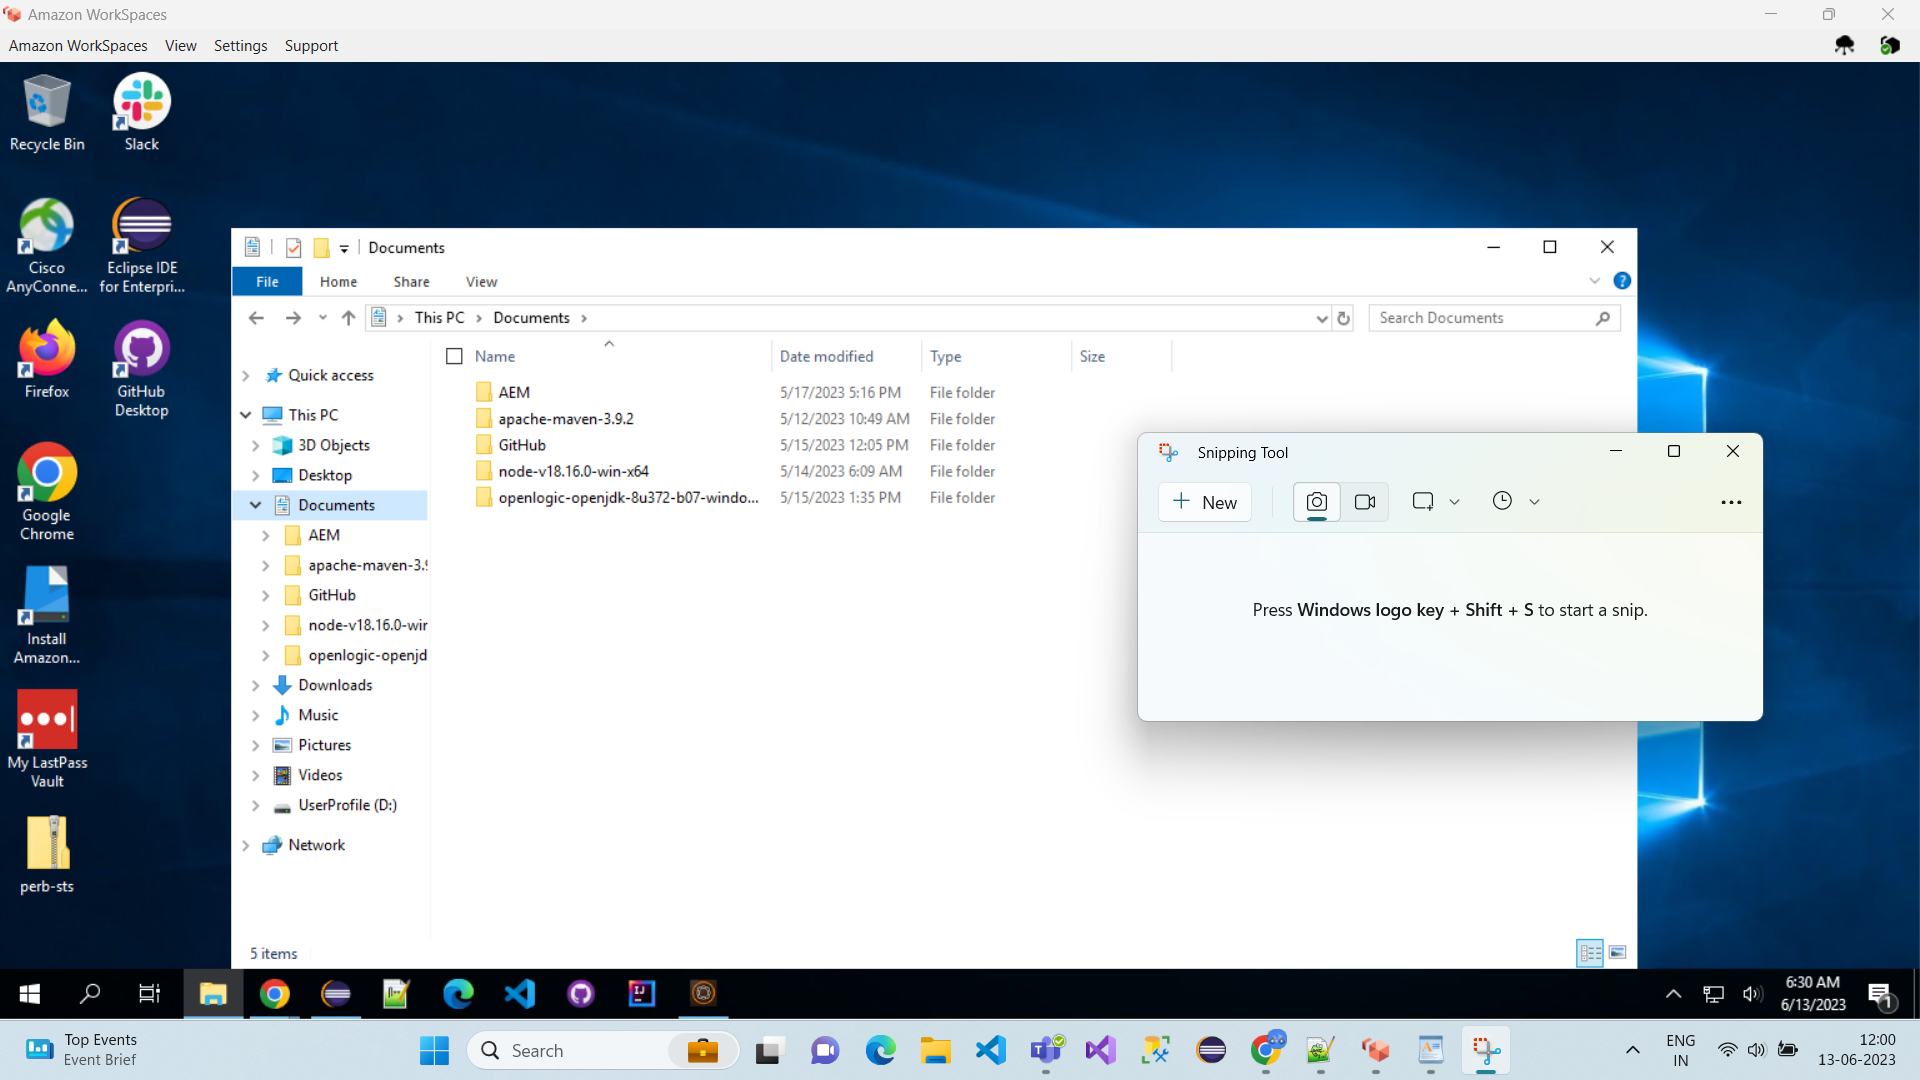 Amazon WorkSpaces
Amazon WorkSpaces View Settings Support
Recycle Bin
Slack
Cisco
AnyConne...
Eclipse IDE
for Enterpri...
Firefox
GitHub
Desktop
Google
Chrome
Install
Amazon...
My LastPass
Vault
perb-sts
Documents
File Home Share View
This PC Documents
Search Documents
Name Date modified Type Size
AEM 5/17/2023 5:16 PM File folder
apache-maven-3.9.2 5/12/2023 10:49 AM File folder
GitHub 5/15/2023 12:05 PM File folder
node-v18.16.0-win-x64 5/14/2023 6:09 AM File folder
openlogic-openjdk-8u372-b07-windo... 5/15/2023 1:35 PM File folder
Quick access
This PC
3D Objects
Desktop
Documents
AEM
apache-maven-3.9
GitHub
node-v18.16.0-wir
openlogic-openjd
Downloads
Music
Pictures
Videos
UserProfile (D:)
Network
5 items
Snipping Tool
New
Press Windows logo key + Shift + S to start a snip.
6:30 AM
6/13/2023
1
Top Events
Event Brief
Search
ENG
IN
12:00
13-06-2023